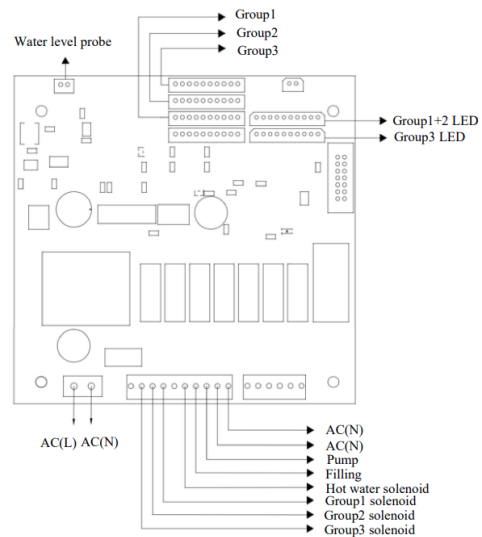 Group1
Group2
Water level probe
Group3
Group1+2 LED
Group3 LED
AC(L) AC(N)
AC(N)
AC(N)
Pump
Filling
Hot water solenoid
Group1 solenoid
Group2 solenoid
Group3 solenoid